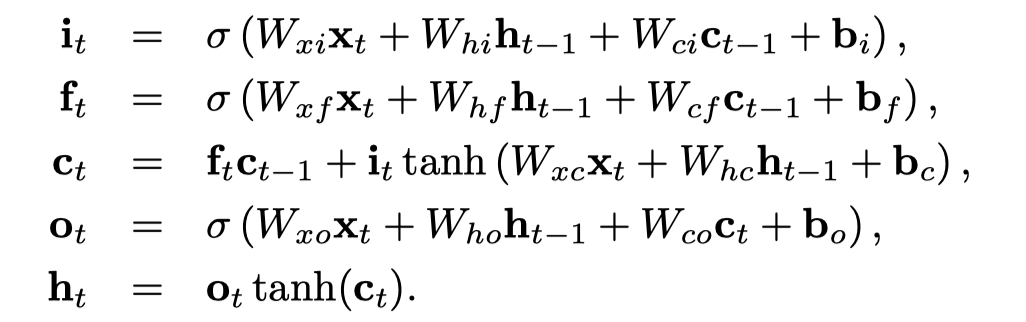 i_t = σ (W_{xi}x_t + W_{hi}h_{t−1} + W_{ci}c_{t−1} + b_i) ,
f_t = σ (W_{xf}x_t + W_{hf}h_{t−1} + W_{cf}c_{t−1} + b_f) ,
c_t = f_tc_{t−1} + i_t tanh (W_{xc}x_t + W_{hc}h_{t−1} + b_c) ,
o_t = σ (W_{xo}x_t + W_{ho}h_{t−1} + W_{co}c_t + b_o) ,
h_t = o_t tanh(c_t).